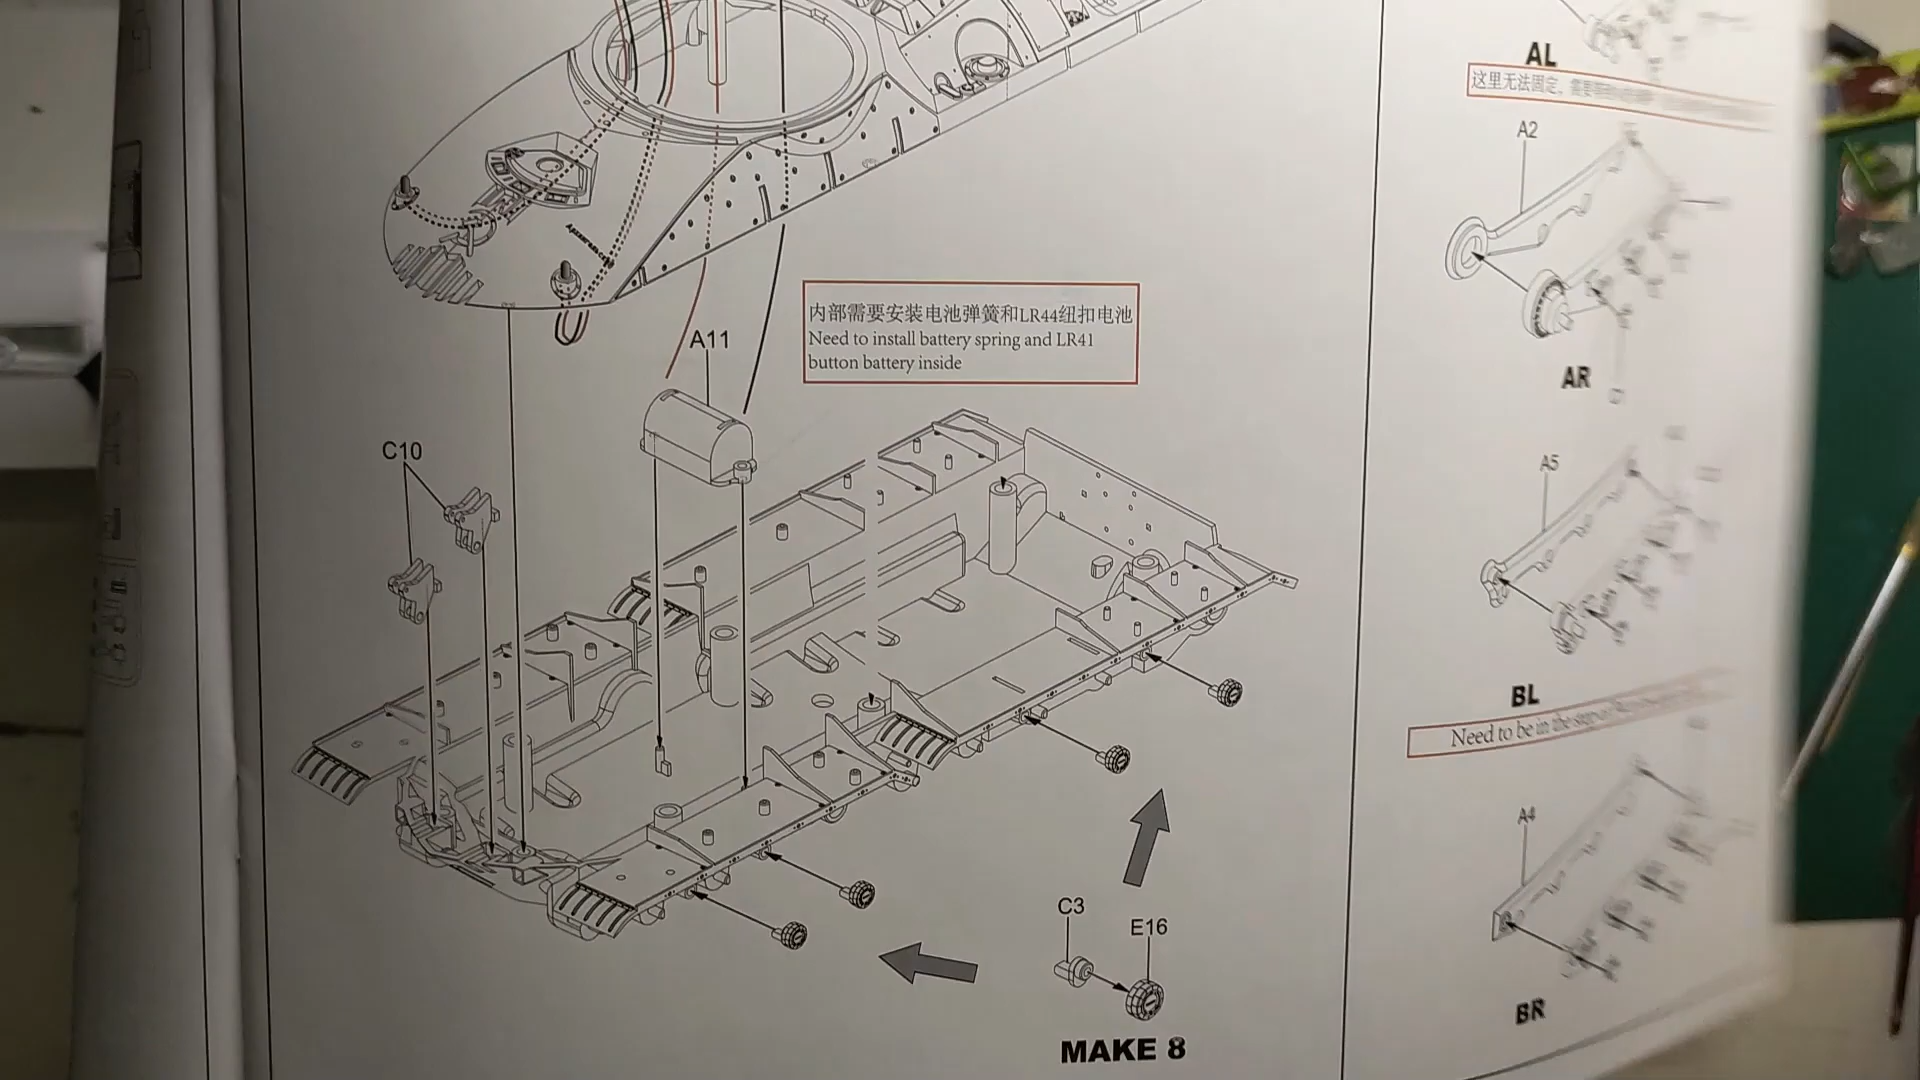 内部需要安装电池弹簧和LR44纽扣电池
Need to install battery spring and LR41
button battery inside
A11
C10
C3
E16
MAKE 8
AL
这里无法固定，需要
A2
AR
A5
BL
Need to be in the
A4
BR